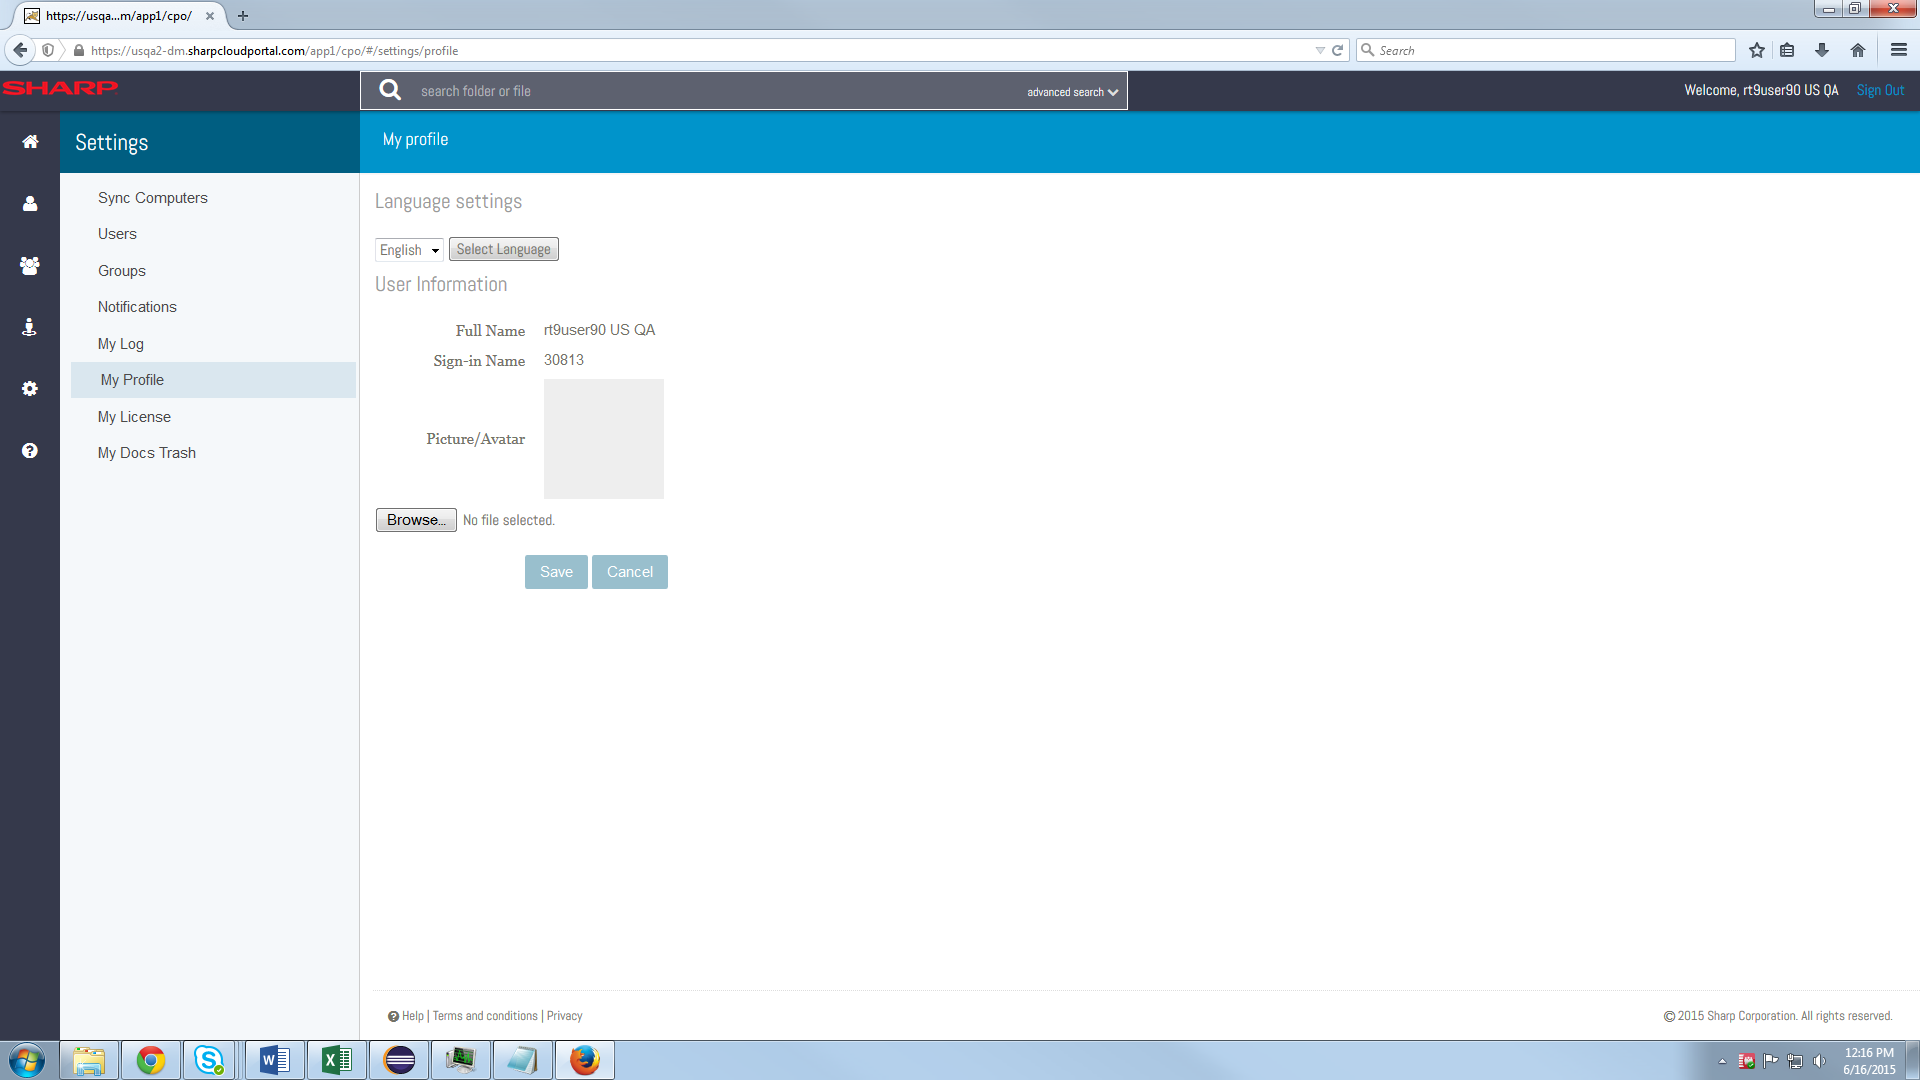 https://usqa...m/app1/cpo/
https://usqa2-dm.sharpcloudportal.com/app1/cpo/#/settings/profile
Search
SHARP
search folder or file
advanced search
Welcome, rt9user90 US QA
Sign Out
Settings
My profile
Sync Computers
Users
Groups
Notifications
My Log
My Profile
My License
My Docs Trash
Language settings
English
Select Language
User Information
Full Name rt9user90 US QA
Sign-in Name 30813
Picture/Avatar
Browse... No file selected.
Save Cancel
Help | Terms and conditions | Privacy
© 2015 Sharp Corporation. All rights reserved.
12:16 PM
6/16/2015